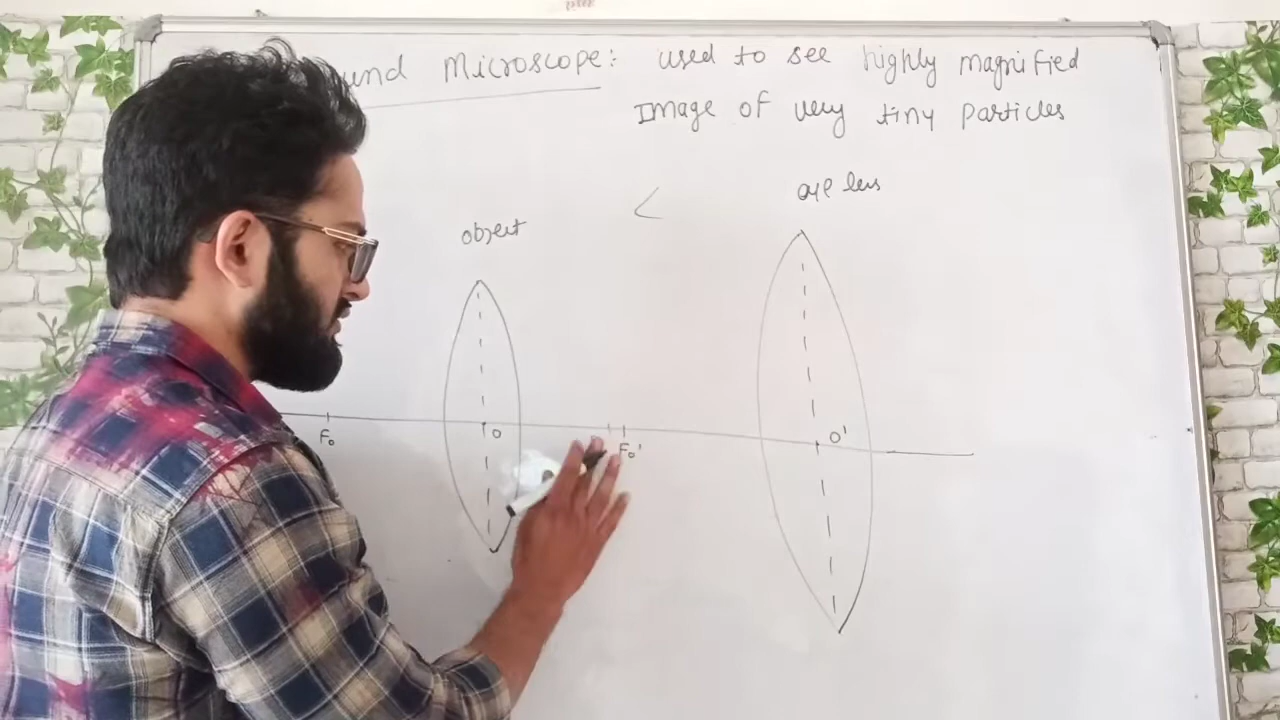 und Microscope: used to see highly magnified
Image of very tiny particles
<
eye lens
object
Fo
O
Fo'
O'